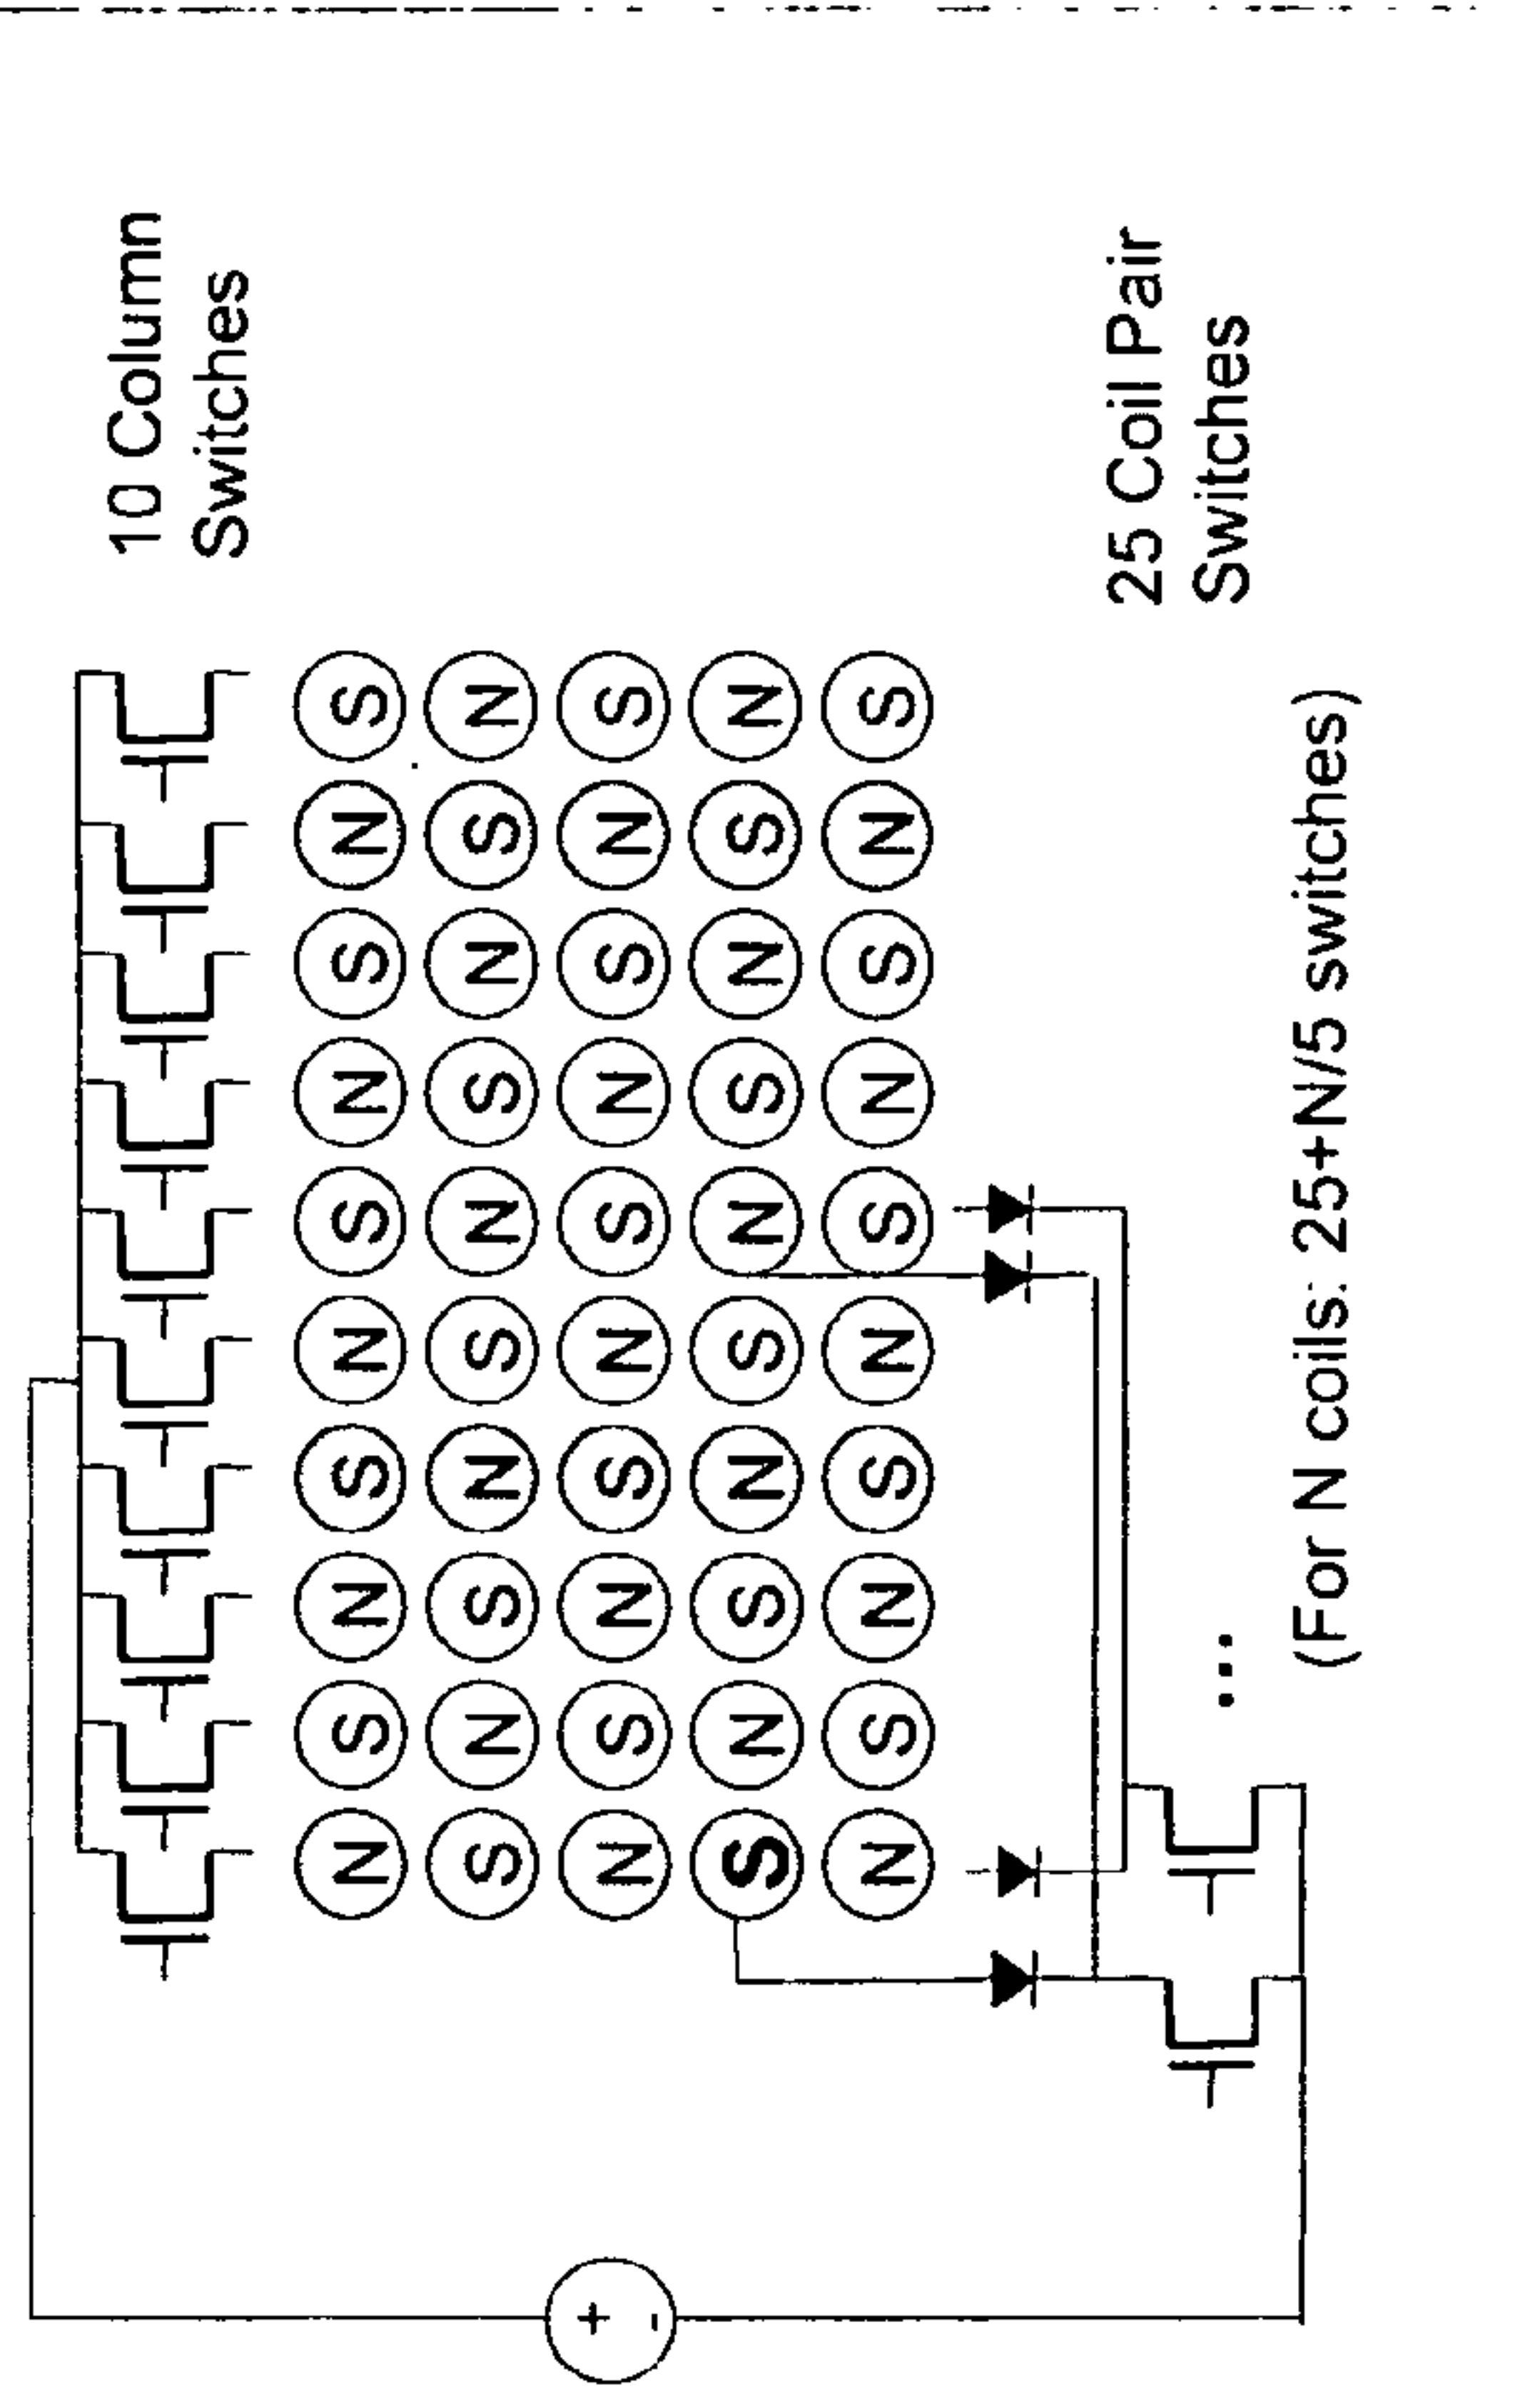 10 Column
Switches
N S N S N S N S N S
S N S N S N S N S N
+
N S N S N S N S N S
-
S N S N S N S N S N
N S N S N S N S N S
25 Coil Pair
Switches
...
(For N coils: 25+N/5 switches)